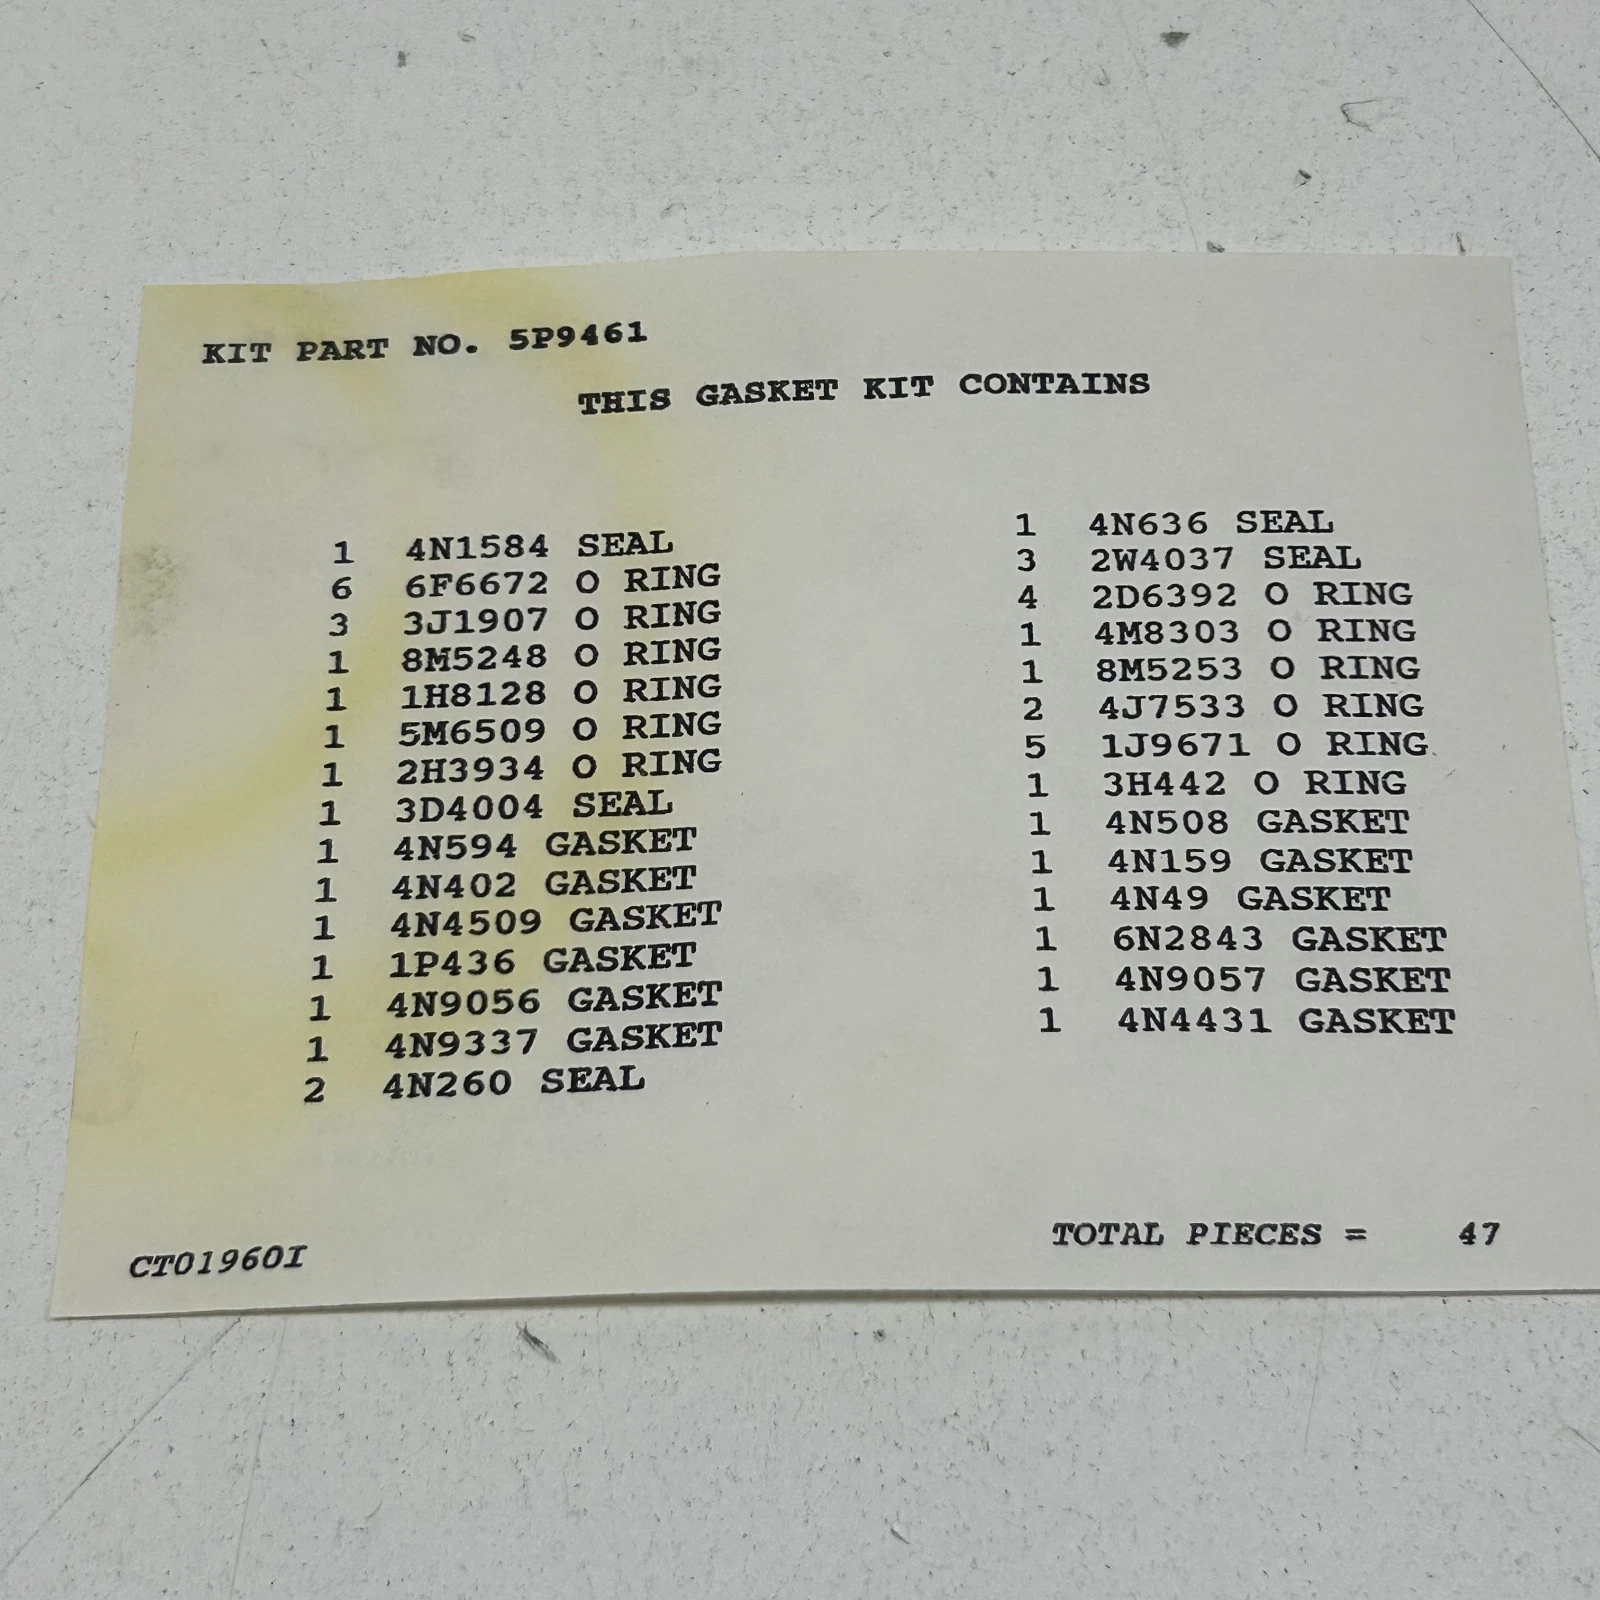 KIT PART NO. 5P9461
THIS GASKET KIT CONTAINS
1 4N1584 SEAL
6 6F6672 O RING
3 3J1907 O RING
1 8M5248 O RING
1 1H8128 O RING
1 5M6509 O RING
1 2H3934 O RING
1 3D4004 SEAL
1 4N594 GASKET
1 4N402 GASKET
1 4N4509 GASKET
1 1P436 GASKET
1 4N9056 GASKET
1 4N9337 GASKET
2 4N260 SEAL
1 4N636 SEAL
3 2W4037 SEAL
4 2D6392 O RING
1 4M8303 O RING
1 8M5253 O RING
2 4J7533 O RING
5 1J9671 O RING
1 3H442 O RING
1 4N508 GASKET
1 4N159 GASKET
1 4N49 GASKET
1 6N2843 GASKET
1 4N9057 GASKET
1 4N4431 GASKET
TOTAL PIECES = 47
CT01960I